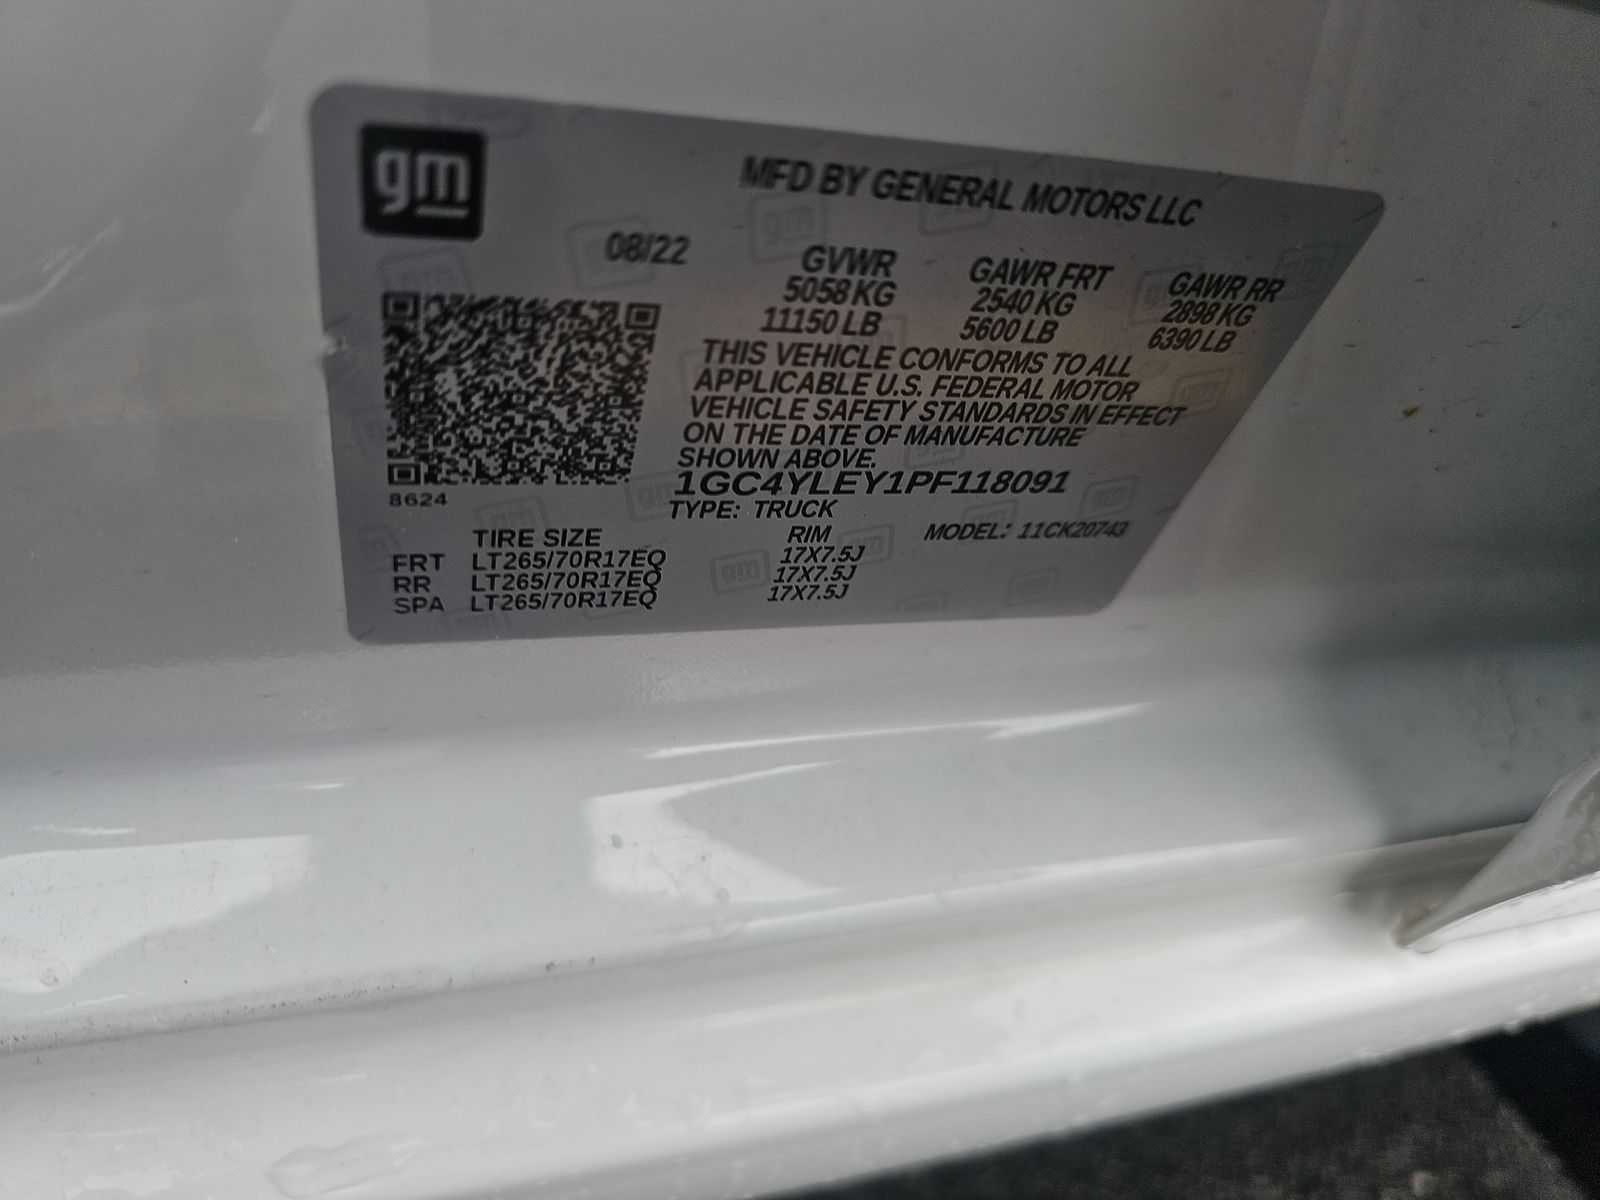 gm
MFD BY GENERAL MOTORS LLC
08/22
GVWR GAWR FRT GAWR RR
5058 KG 2540 KG 2898 KG
11150 LB 5600 LB 6390 LB
THIS VEHICLE CONFORMS TO ALL
APPLICABLE U.S. FEDERAL MOTOR
VEHICLE SAFETY STANDARDS IN EFFECT
ON THE DATE OF MANUFACTURE
SHOWN ABOVE.
1GC4YLEY1PF118091
8624
TYPE: TRUCK
TIRE SIZE RIM MODEL: 11CK20743
FRT LT265/70R17EQ 17X7.5J
RR LT265/70R17EQ 17X7.5J
SPA LT265/70R17EQ 17X7.5J